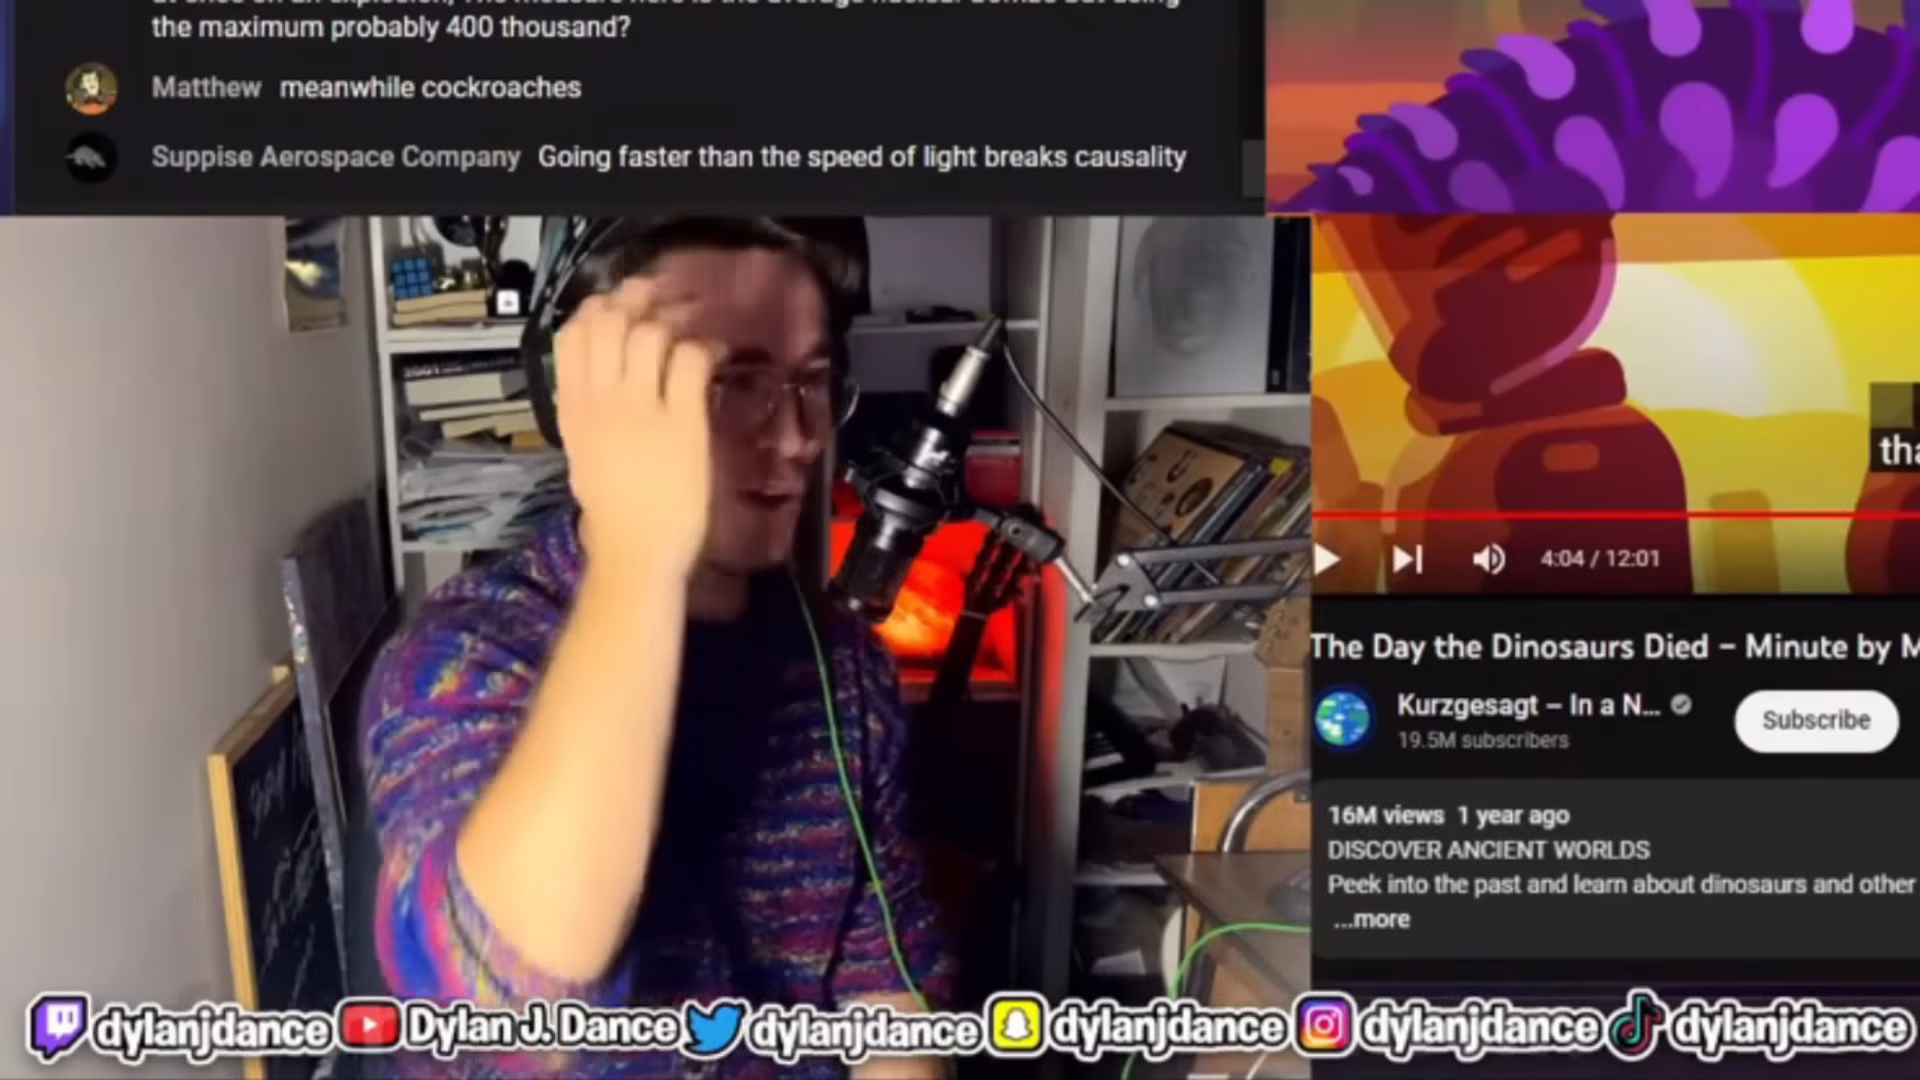 the maximum probably 400 thousand?
Matthew meanwhile cockroaches
Suppise Aerospace Company Going faster than the speed of light breaks causality
tha
4:04 / 12:01
The Day the Dinosaurs Died – Minute by M
Kurzgesagt – In a N...
Subscribe
19.5M subscribers
16M views 1 year ago
DISCOVER ANCIENT WORLDS
Peek into the past and learn about dinosaurs and other
...more
dylanjdance Dylan J. Dance dylanjdance dylanjdance dylanjdance dylanjdance